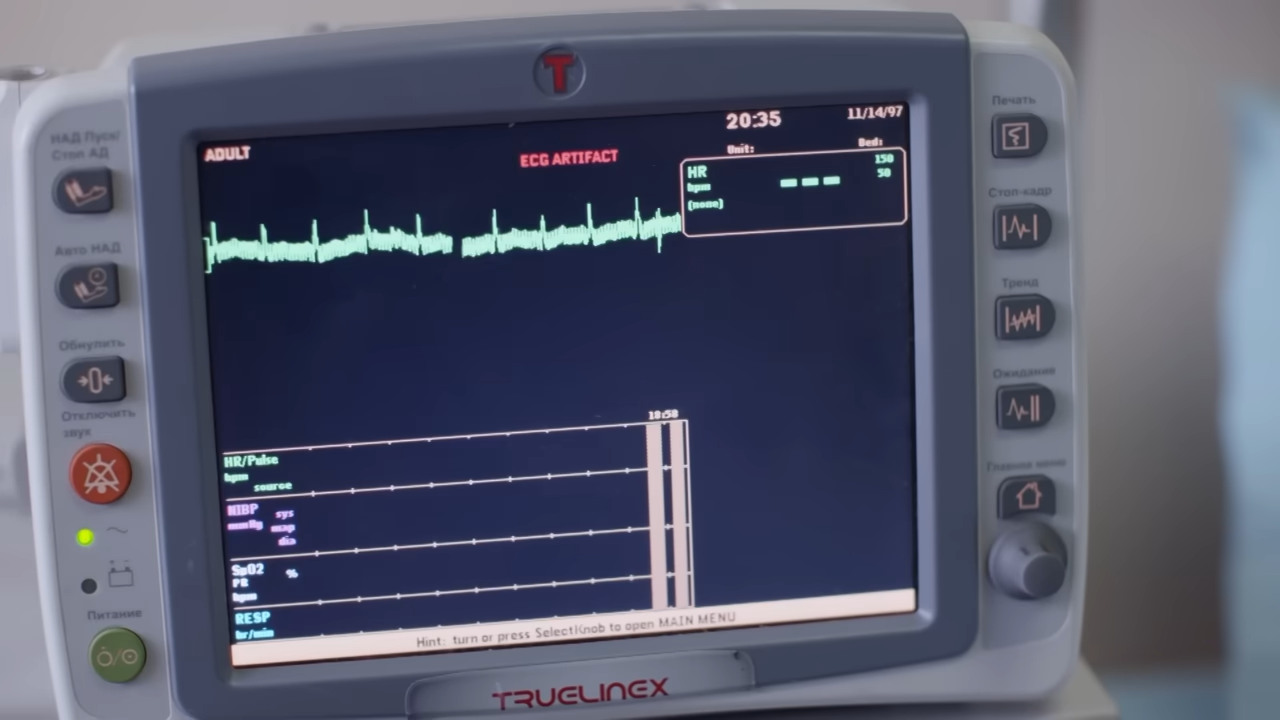 T
НАД Пуск/
Стоп АД
Авто НАД
Обнулить
Отключить
звук
Питание
ADULT
ECG ARTIFACT
20:35
11/14/97
Unit:
Bed:
HR
bpm
(none)
150
50
---
18:58
HR/Pulse
bpm
source
NIBP
mmHg
sys
map
dia
SpO2
%
PR
bpm
RESP
br/min
Hint: turn or press SelectKnob to open MAIN MENU
TRUELINEX
Печать
Стоп-кадр
Тренд
Ожидание
Главное меню